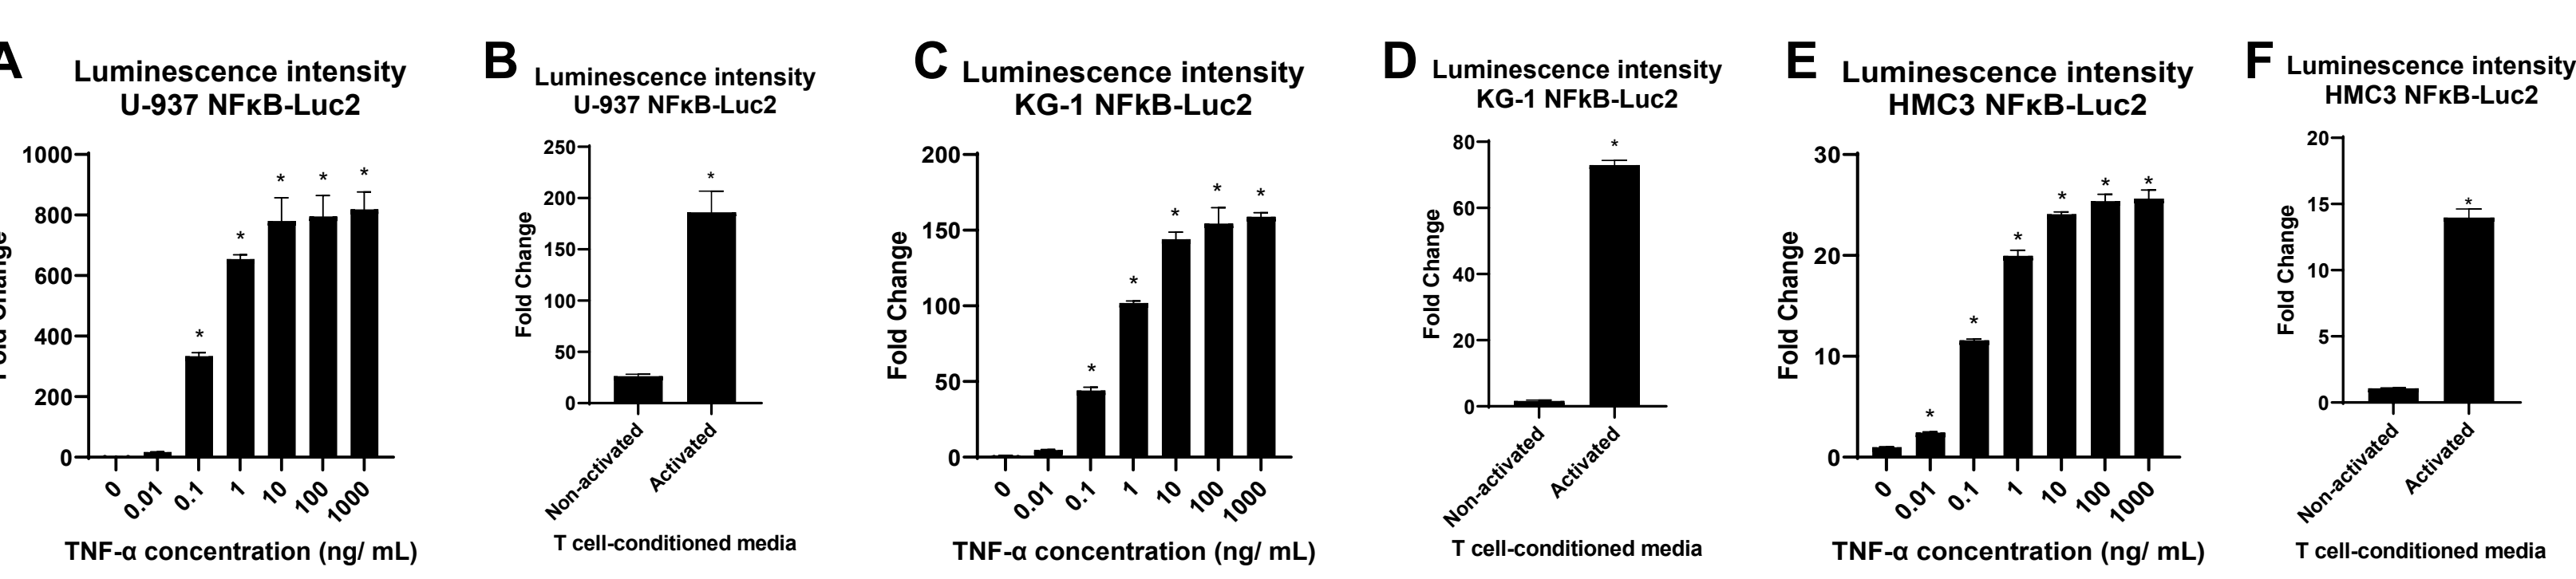 A
Luminescence intensity
U-937 NFκB-Luc2
Fold Change
1000
800
600
400
200
0
0
0.01
0.1
1
10
100
1000
* * * * *
TNF-α concentration (ng/ mL)
B
Luminescence intensity
U-937 NFκB-Luc2
Fold Change
250
200
150
100
50
0
*
Non-activated
Activated
T cell-conditioned media
C
Luminescence intensity
KG-1 NFkB-Luc2
Fold Change
200
150
100
50
0
* * * * *
0
0.01
0.1
1
10
100
1000
TNF-α concentration (ng/ mL)
D
Luminescence intensity
KG-1 NFkB-Luc2
Fold Change
80
60
40
20
0
*
Non-activated
Activated
T cell-conditioned media
E
Luminescence intensity
HMC3 NFκB-Luc2
Fold Change
30
20
10
0
* * * * * *
0
0.01
0.1
1
10
100
1000
TNF-α concentration (ng/ mL)
F
Luminescence intensity
HMC3 NFκB-Luc2
Fold Change
20
15
10
5
0
*
Non-activated
Activated
T cell-conditioned media